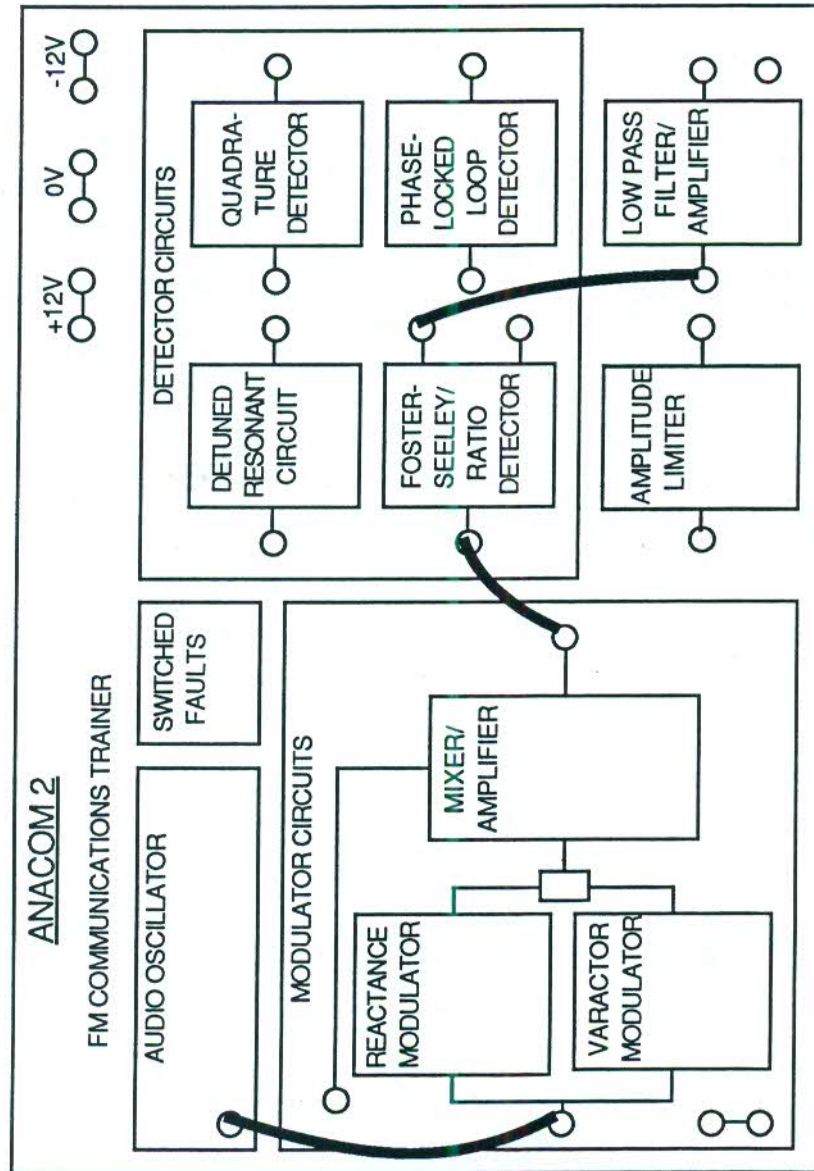 ANACOM 2
FM COMMUNICATIONS TRAINER
+12V
0V
-12V
AUDIO OSCILLATOR
SWITCHED
FAULTS
MODULATOR CIRCUITS
REACTANCE
MODULATOR
VARACTOR
MODULATOR
MIXER/
AMPLIFIER
DETECTOR CIRCUITS
DETUNED
RESONANT
CIRCUIT
QUADRA-
TURE
DETECTOR
FOSTER-
SEELEY/
RATIO
DETECTOR
PHASE-
LOCKED
LOOP
DETECTOR
AMPLITUDE
LIMITER
LOW PASS
FILTER/
AMPLIFIER